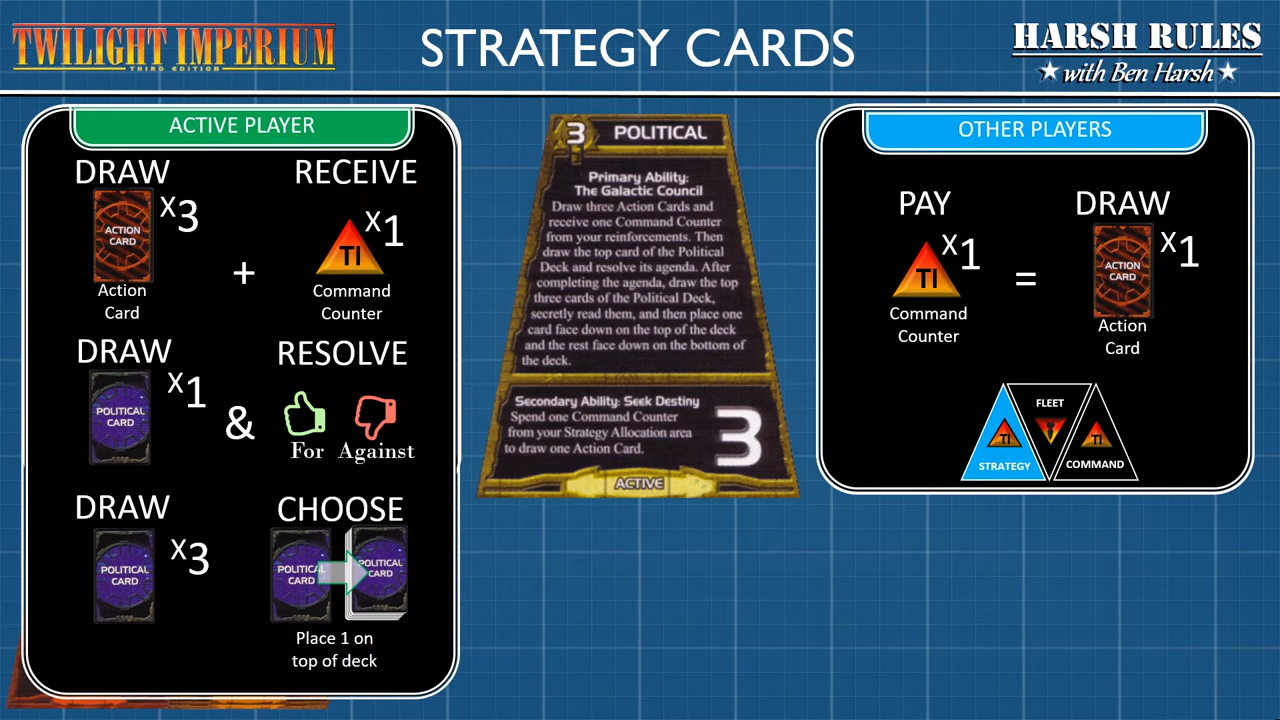 TWILIGHT IMPERIUM
THIRD EDITION
STRATEGY CARDS
HARSH RULES
with Ben Harsh
ACTIVE PLAYER
DRAW
ACTION
CARD
X3
Action
Card
+
RECEIVE
TI
X1
Command
Counter
DRAW
POLITICAL
CARD
X1
&
RESOLVE
For Against
DRAW
POLITICAL
CARD
X3
CHOOSE
POLITICAL
CARD
POLITICAL
CARD
Place 1 on
top of deck
3 POLITICAL
Primary Ability:
The Galactic Council
Draw three Action Cards and
receive one Command Counter
from your reinforcements. Then
draw the top card of the Political
Deck and resolve its agenda. After
completing the agenda, draw the top
three cards of the Political Deck,
secretly read them, and then place one
card face down on the top of the deck
and the rest face down on the bottom of
the deck.
Secondary Ability: Seek Destiny
Spend one Command Counter
from your Strategy Allocation area
to draw one Action Card.
3
ACTIVE
OTHER PLAYERS
PAY
TI
X1
Command
Counter
=
DRAW
ACTION
CARD
X1
Action
Card
TI
STRATEGY
FLEET
TI
COMMAND